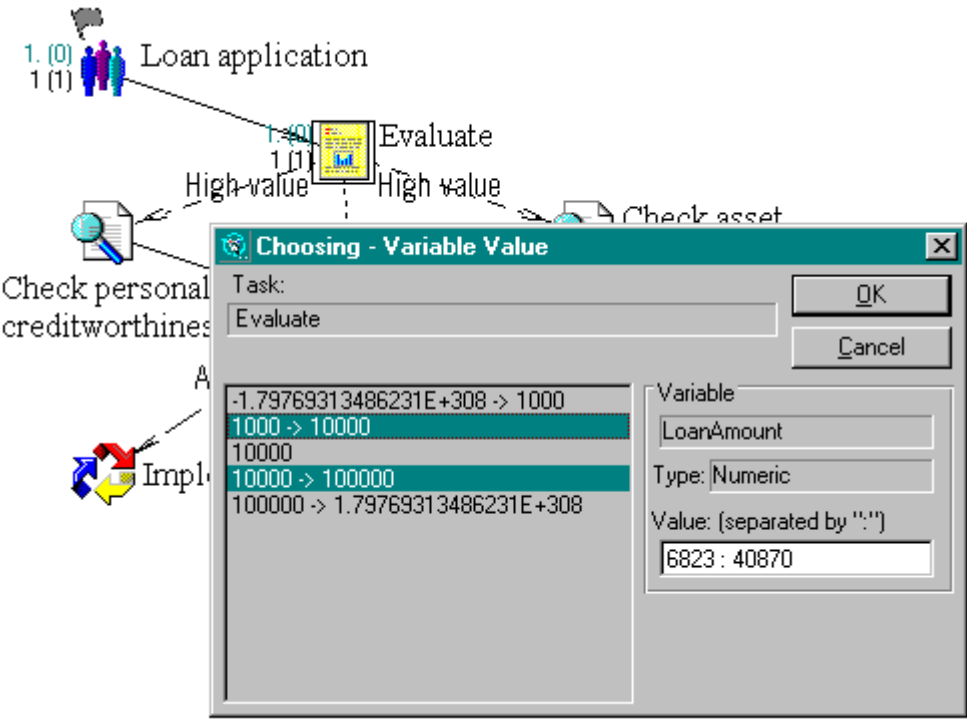 1. (0)
1 (1)
Loan application
1. (0)
1 (1)
Evaluate
High value
High value
Check asset
Check personal
Choosing - Variable Value
Task:
OK
Evaluate
Cancel
-1.79769313486231E+308 -> 1000
1000 -> 10000
10000
10000 -> 100000
100000 -> 1.79769313486231E+308
Variable
LoanAmount
Type: Numeric
Value: (separated by ":")
6823 : 40870